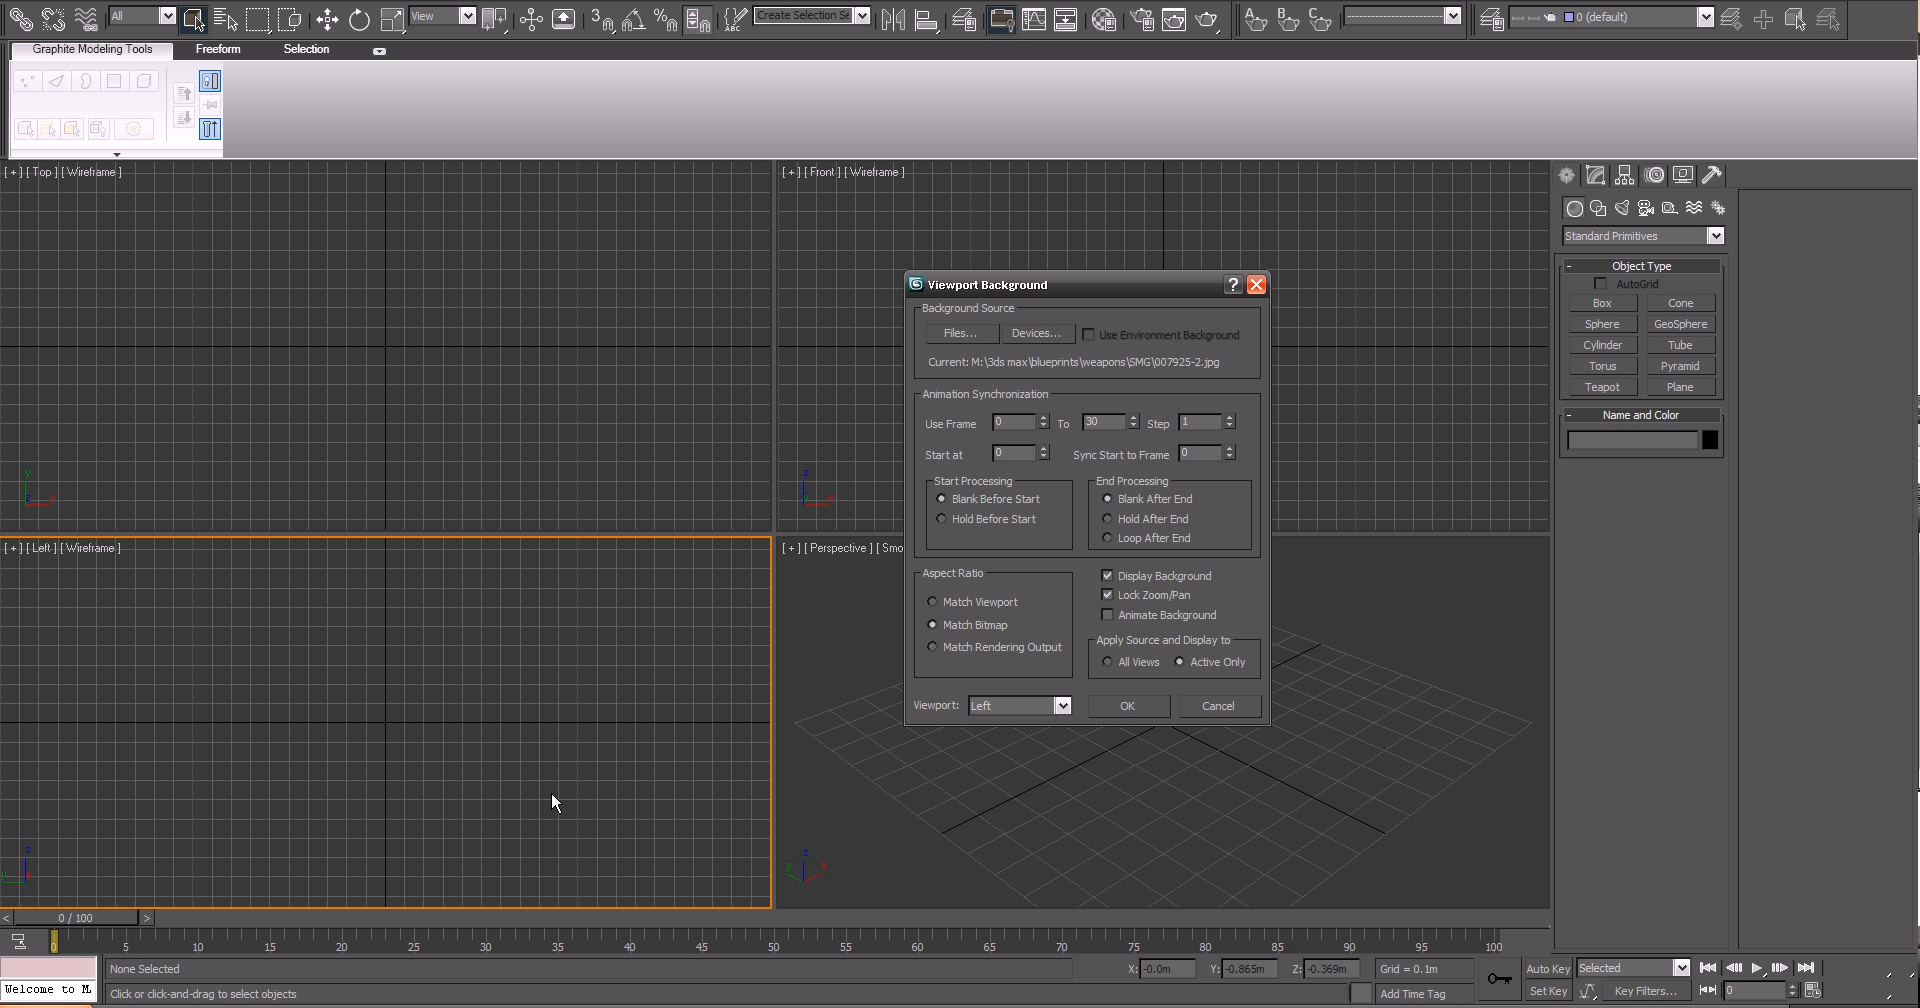 All
View
Create Selection Se
0 (default)
Graphite Modeling Tools
Freeform
Selection
[ + ] [ Top ] [ Wireframe ]
[ + ] [ Front ] [ Wireframe ]
Standard Primitives
Object Type
AutoGrid
Box
Cone
Sphere
GeoSphere
Cylinder
Tube
Torus
Pyramid
Teapot
Plane
Name and Color
Viewport Background
Background Source
Files...
Devices...
Use Environment Background
Current: M:\3ds max\blueprints\weapons\SMG\007925-2.jpg
Animation Synchronization
Use Frame 0 To 30 Step 1
Start at 0 Sync Start to Frame 0
Start Processing
Blank Before Start
Hold Before Start
End Processing
Blank After End
Hold After End
Loop After End
Aspect Ratio
Match Viewport
Match Bitmap
Match Rendering Output
Display Background
Lock Zoom/Pan
Animate Background
Apply Source and Display to
All Views
Active Only
Viewport: Left
OK
Cancel
[ + ] [ Left ] [ Wireframe ]
[ + ] [ Perspective ] [ Smo
0 / 100
0 5 10 15 20 25 30 35 40 45 50 55 60 65 70 75 80 85 90 95 100
None Selected
X: -0.0m Y: -0.865m Z: -0.369m
Grid = 0.1m
Auto Key
Selected
Welcome to M
Click or click-and-drag to select objects
Add Time Tag
Set Key
Key Filters...
0